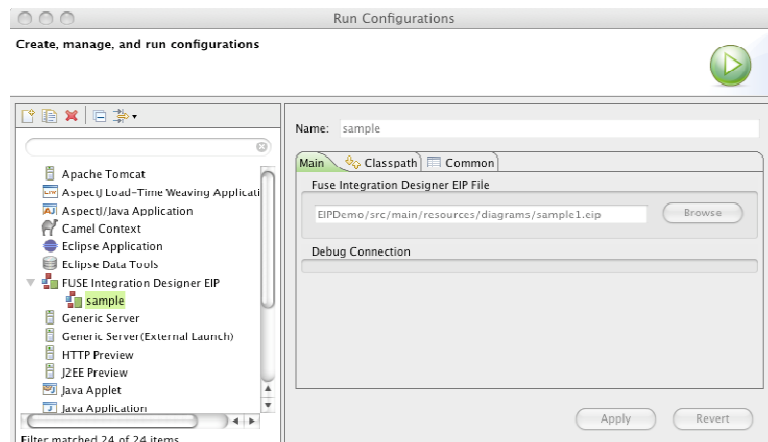 Run Configurations
Create, manage, and run configurations
Name: sample
Main Classpath Common
Fuse Integration Designer EIP File
EIPDemo/src/main/resources/diagrams/sample1.eip Browse
Debug Connection
Apache Tomcat
AspectJ Load-Time Weaving Applicati
AspectJ/Java Application
Camel Context
Eclipse Application
Eclipse Data Tools
FUSE Integration Designer EIP
sample
Generic Server
Generic Server(External Launch)
HTTP Preview
J2EE Preview
Java Applet
Java Application
Filter matched 24 of 24 items
Apply Revert